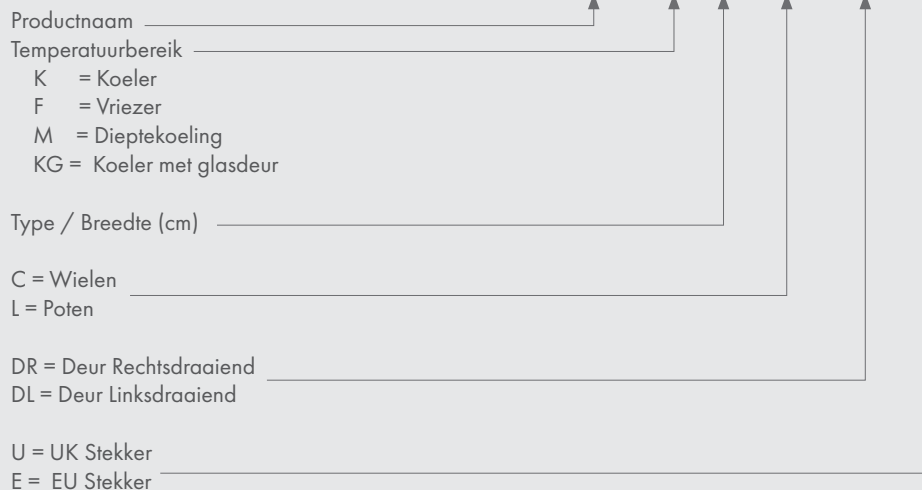 Productnaam
Temperatuurbereik
K = Koeler
F = Vriezer
M = Dieptekoeling
KG = Koeler met glasdeur
Type / Breedte (cm)
C = Wielen
L = Poten
DR = Deur Rechtsdraaiend
DL = Deur Linksdraaiend
U = UK Stekker
E = EU Stekker